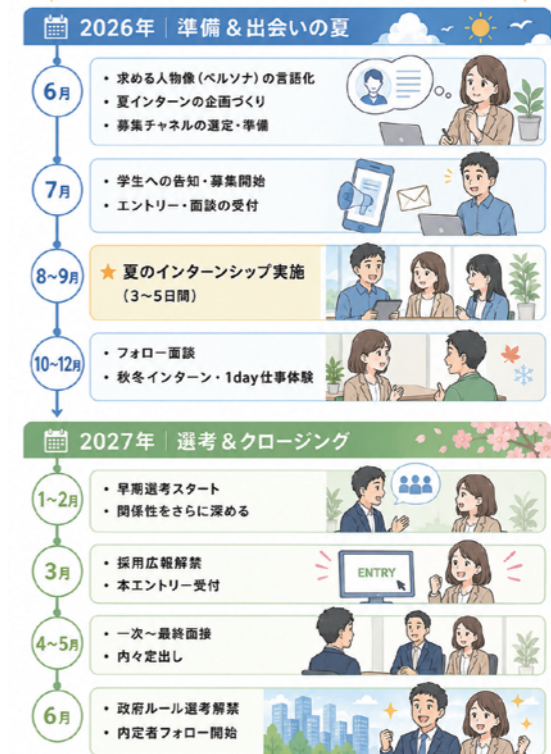 2026年｜準備＆出会いの夏
6月
・求める人物像（ペルソナ）の言語化
・夏インターンの企画づくり
・募集チャネルの選定・準備
7月
・学生への告知・募集開始
・エントリー・面談の受付
8~9月
★ 夏のインターンシップ実施
（3～5日間）
10~12月
・フォロー面談
・秋冬インターン・1day仕事体験
2027年｜選考＆クロージング
1~2月
・早期選考スタート
・関係性をさらに深める
3月
・採用広報解禁
・本エントリー受付
ENTRY
4~5月
・一次～最終面接
・内々定出し
6月
・政府ルール選考解禁
・内定者フォロー開始